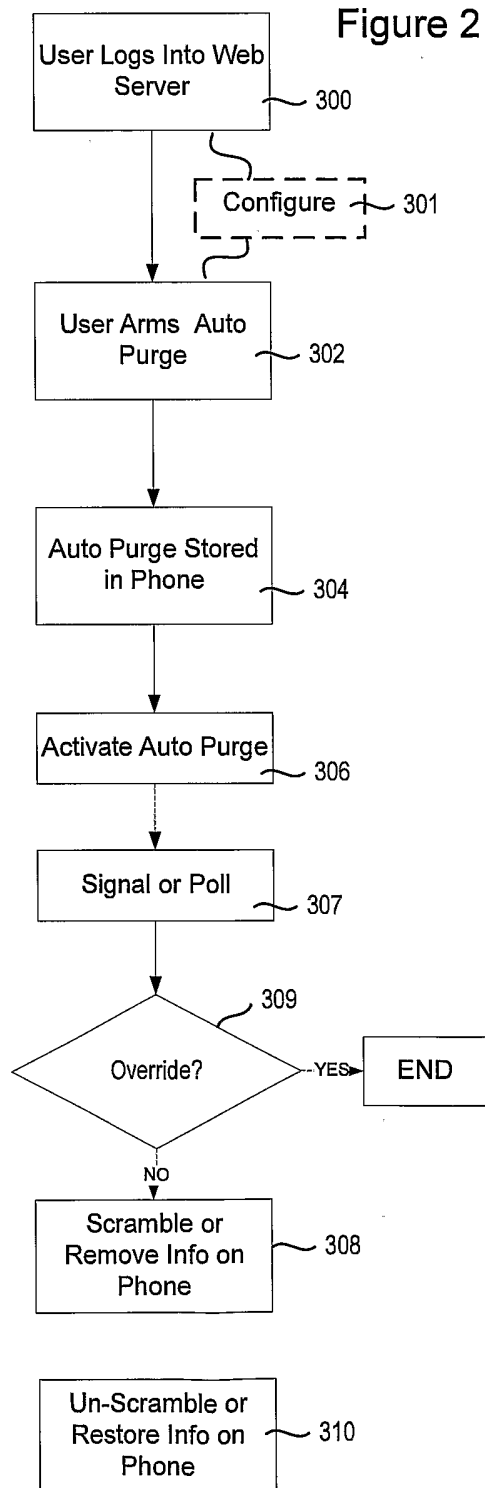 Figure 2
User Logs Into Web
Server
300
Configure
301
User Arms Auto
Purge
302
Auto Purge Stored
in Phone
304
Activate Auto Purge
306
Signal or Poll
307
309
Override?
YES
END
NO
Scramble or
Remove Info on
Phone
308
Un-Scramble or
Restore Info on
Phone
310